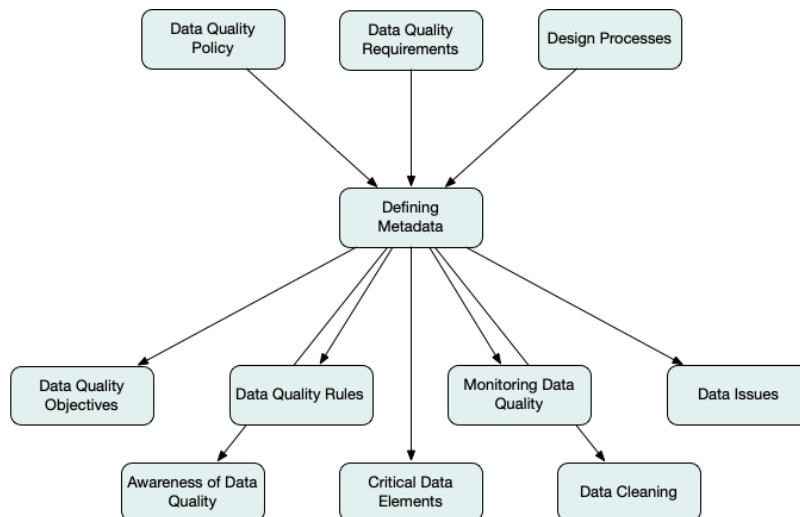 Data Quality
Policy
Data Quality
Requirements
Design Processes
Defining
Metadata
Data Quality
Objectives
Data Quality Rules
Monitoring Data
Quality
Data Issues
Awareness of Data
Quality
Critical Data
Elements
Data Cleaning